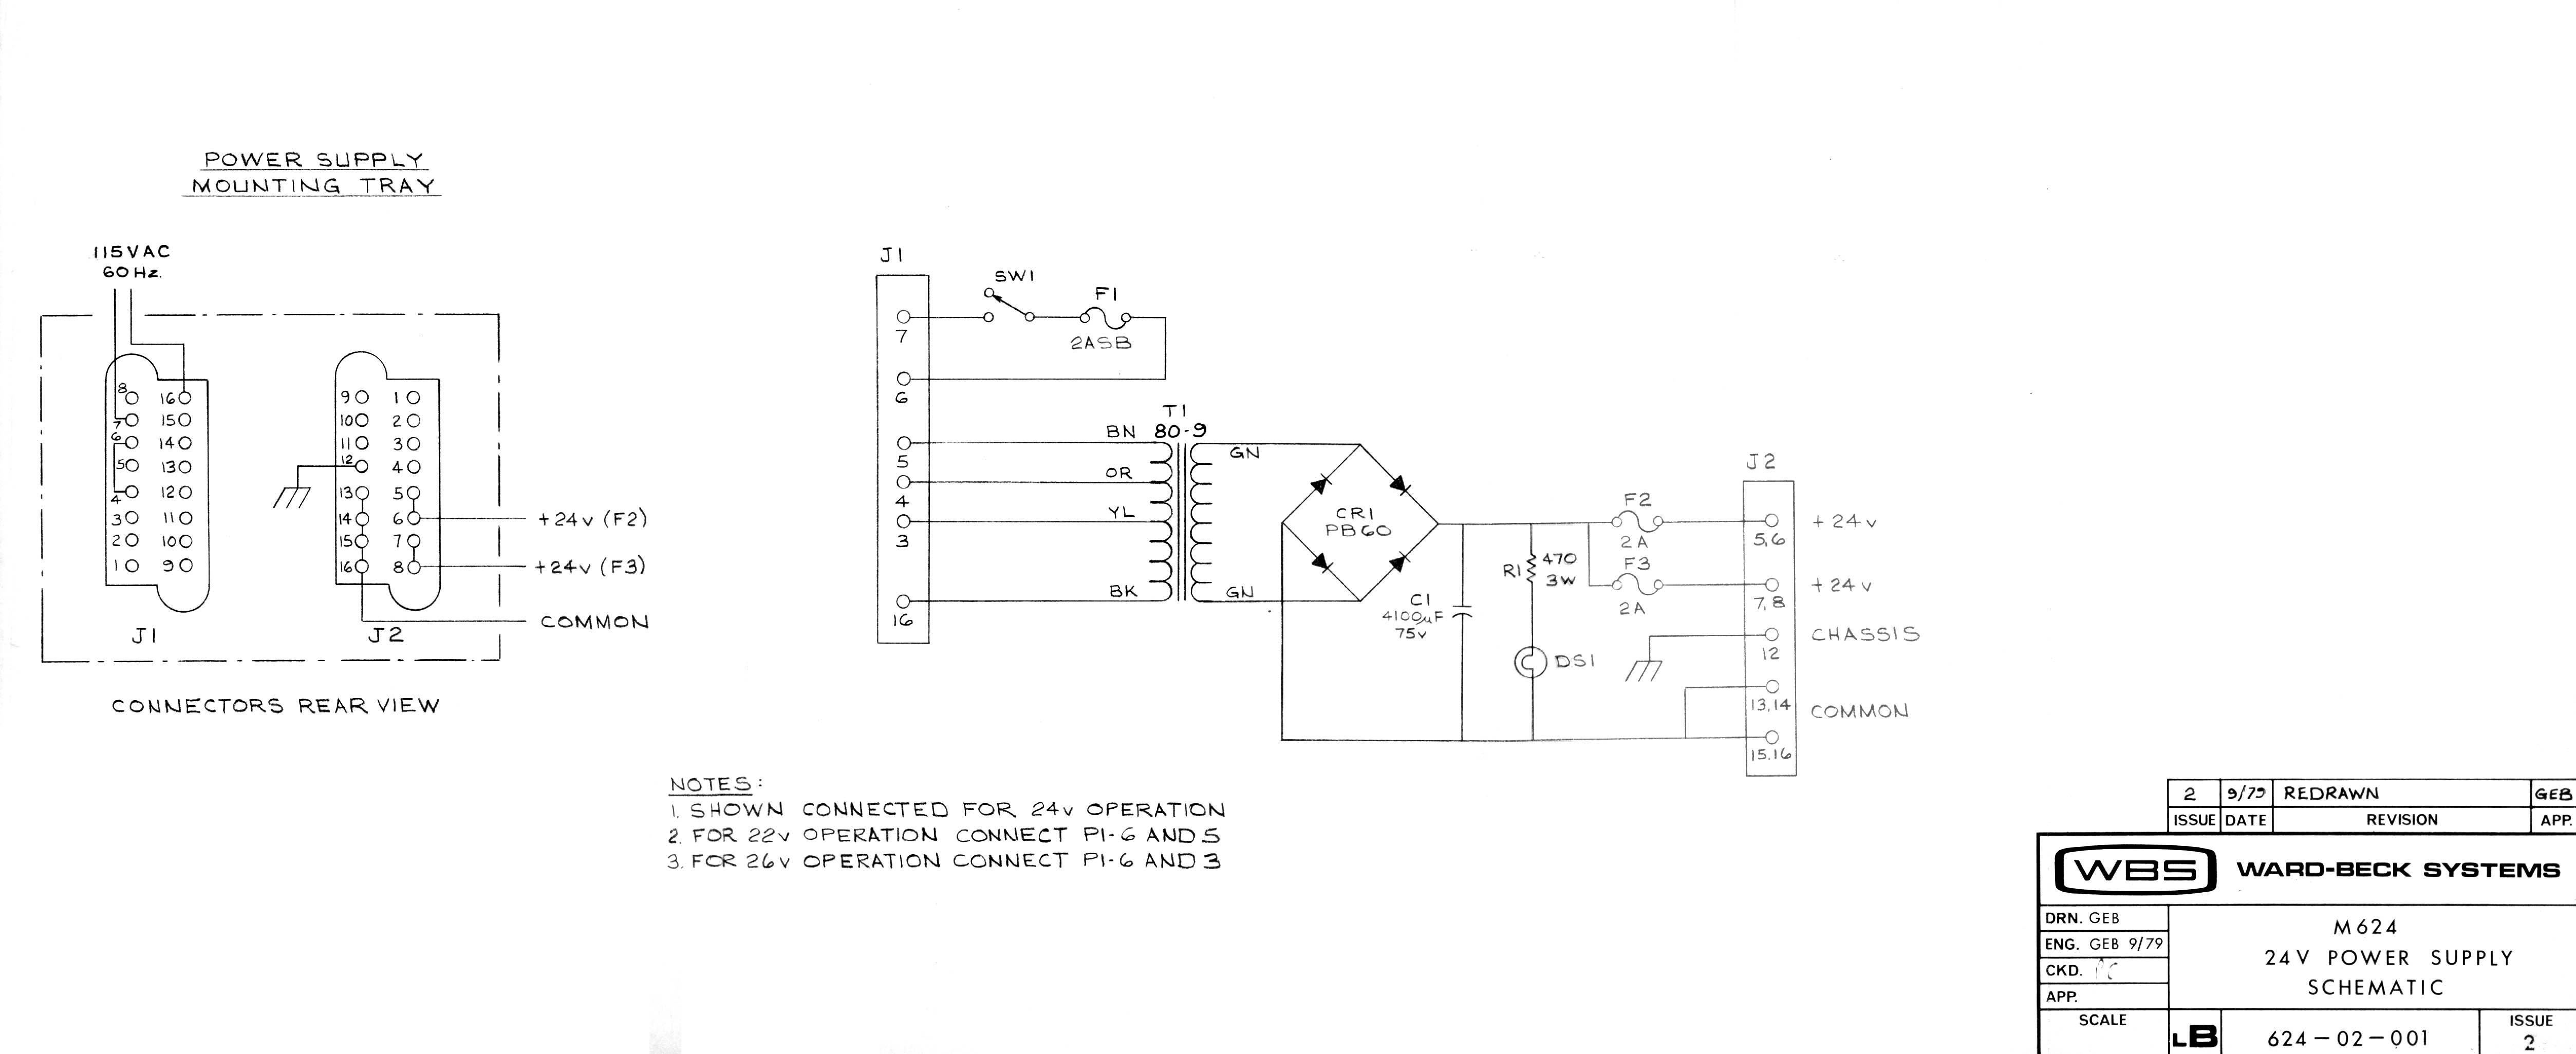 POWER SUPPLY
MOUNTING TRAY
115VAC
60Hz.
8 16
7 15
6 14
5 13
4 12
3 11
2 10
1 9
J1
9 1
10 2
11 3
12 4
13 5
14 6
15 7
16 8
J2
+24v (F2)
+24v (F3)
COMMON
CONNECTORS REAR VIEW
J1
7
6
5
4
3
16
SW1
F1
2ASB
T1
80-9
BN
OR
YL
BK
GN
GN
CR1
PB60
C1
4100µF
75v
R1 470
3W
DS1
F2
2A
F3
2A
J2
5,6
7,8
12
13,14
15,16
+24v
+24v
CHASSIS
COMMON
NOTES:
1. SHOWN CONNECTED FOR 24v OPERATION
2. FOR 22v OPERATION CONNECT P1-6 AND 5
3. FOR 26v OPERATION CONNECT P1-6 AND 3
2 9/79 REDRAWN GEB
ISSUE DATE REVISION APP.
WBS WARD-BECK SYSTEMS
DRN. GEB
ENG. GEB 9/79
CKD. PC
APP.
SCALE
M624
24V POWER SUPPLY
SCHEMATIC
LB 624-02-001
ISSUE
2